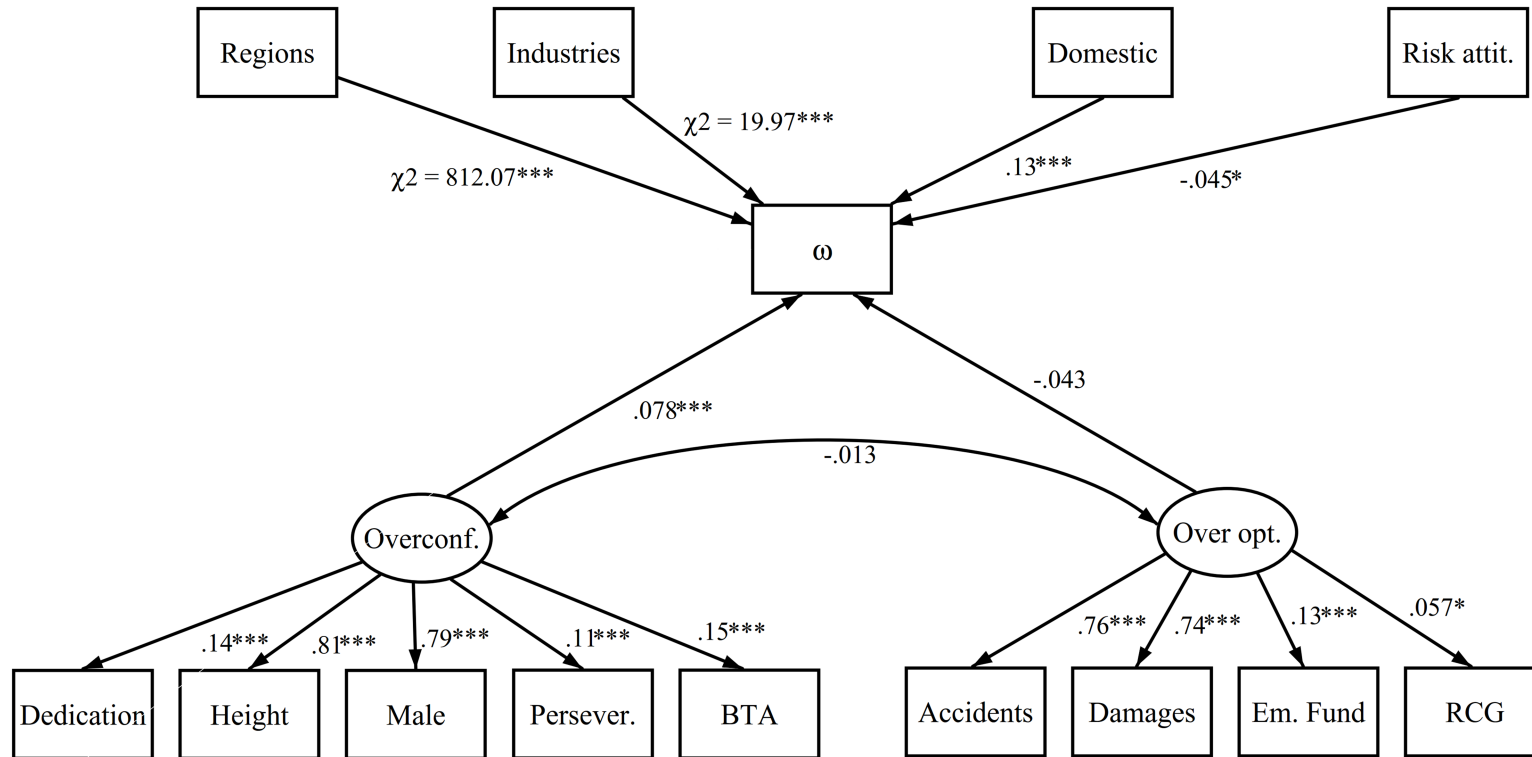 Regions
Industries
Domestic
Risk attit.
χ2 = 19.97***
χ2 = 812.07***
.13***
-.045*
ω
.078***
-.043
-.013
Overconf.
Over opt.
.14***
.81***
.79***
.11***
.15***
.76***
.74***
.13***
.057*
Dedication
Height
Male
Persever.
BTA
Accidents
Damages
Em. Fund
RCG